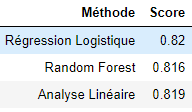 Méthode Score
Régression Logistique 0.82
Random Forest 0.816
Analyse Linéaire 0.819